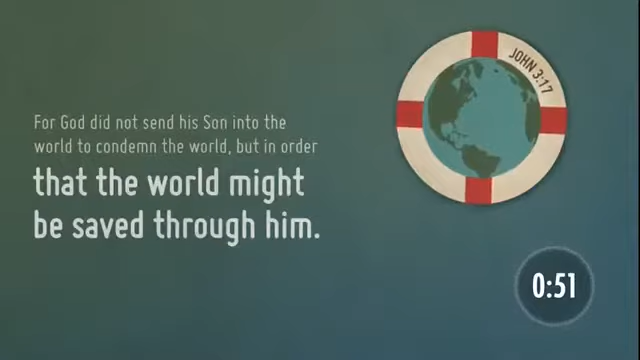 For God did not send his Son into the
world to condemn the world, but in order
that the world might
be saved through him.
JOHN 3:17
0:51